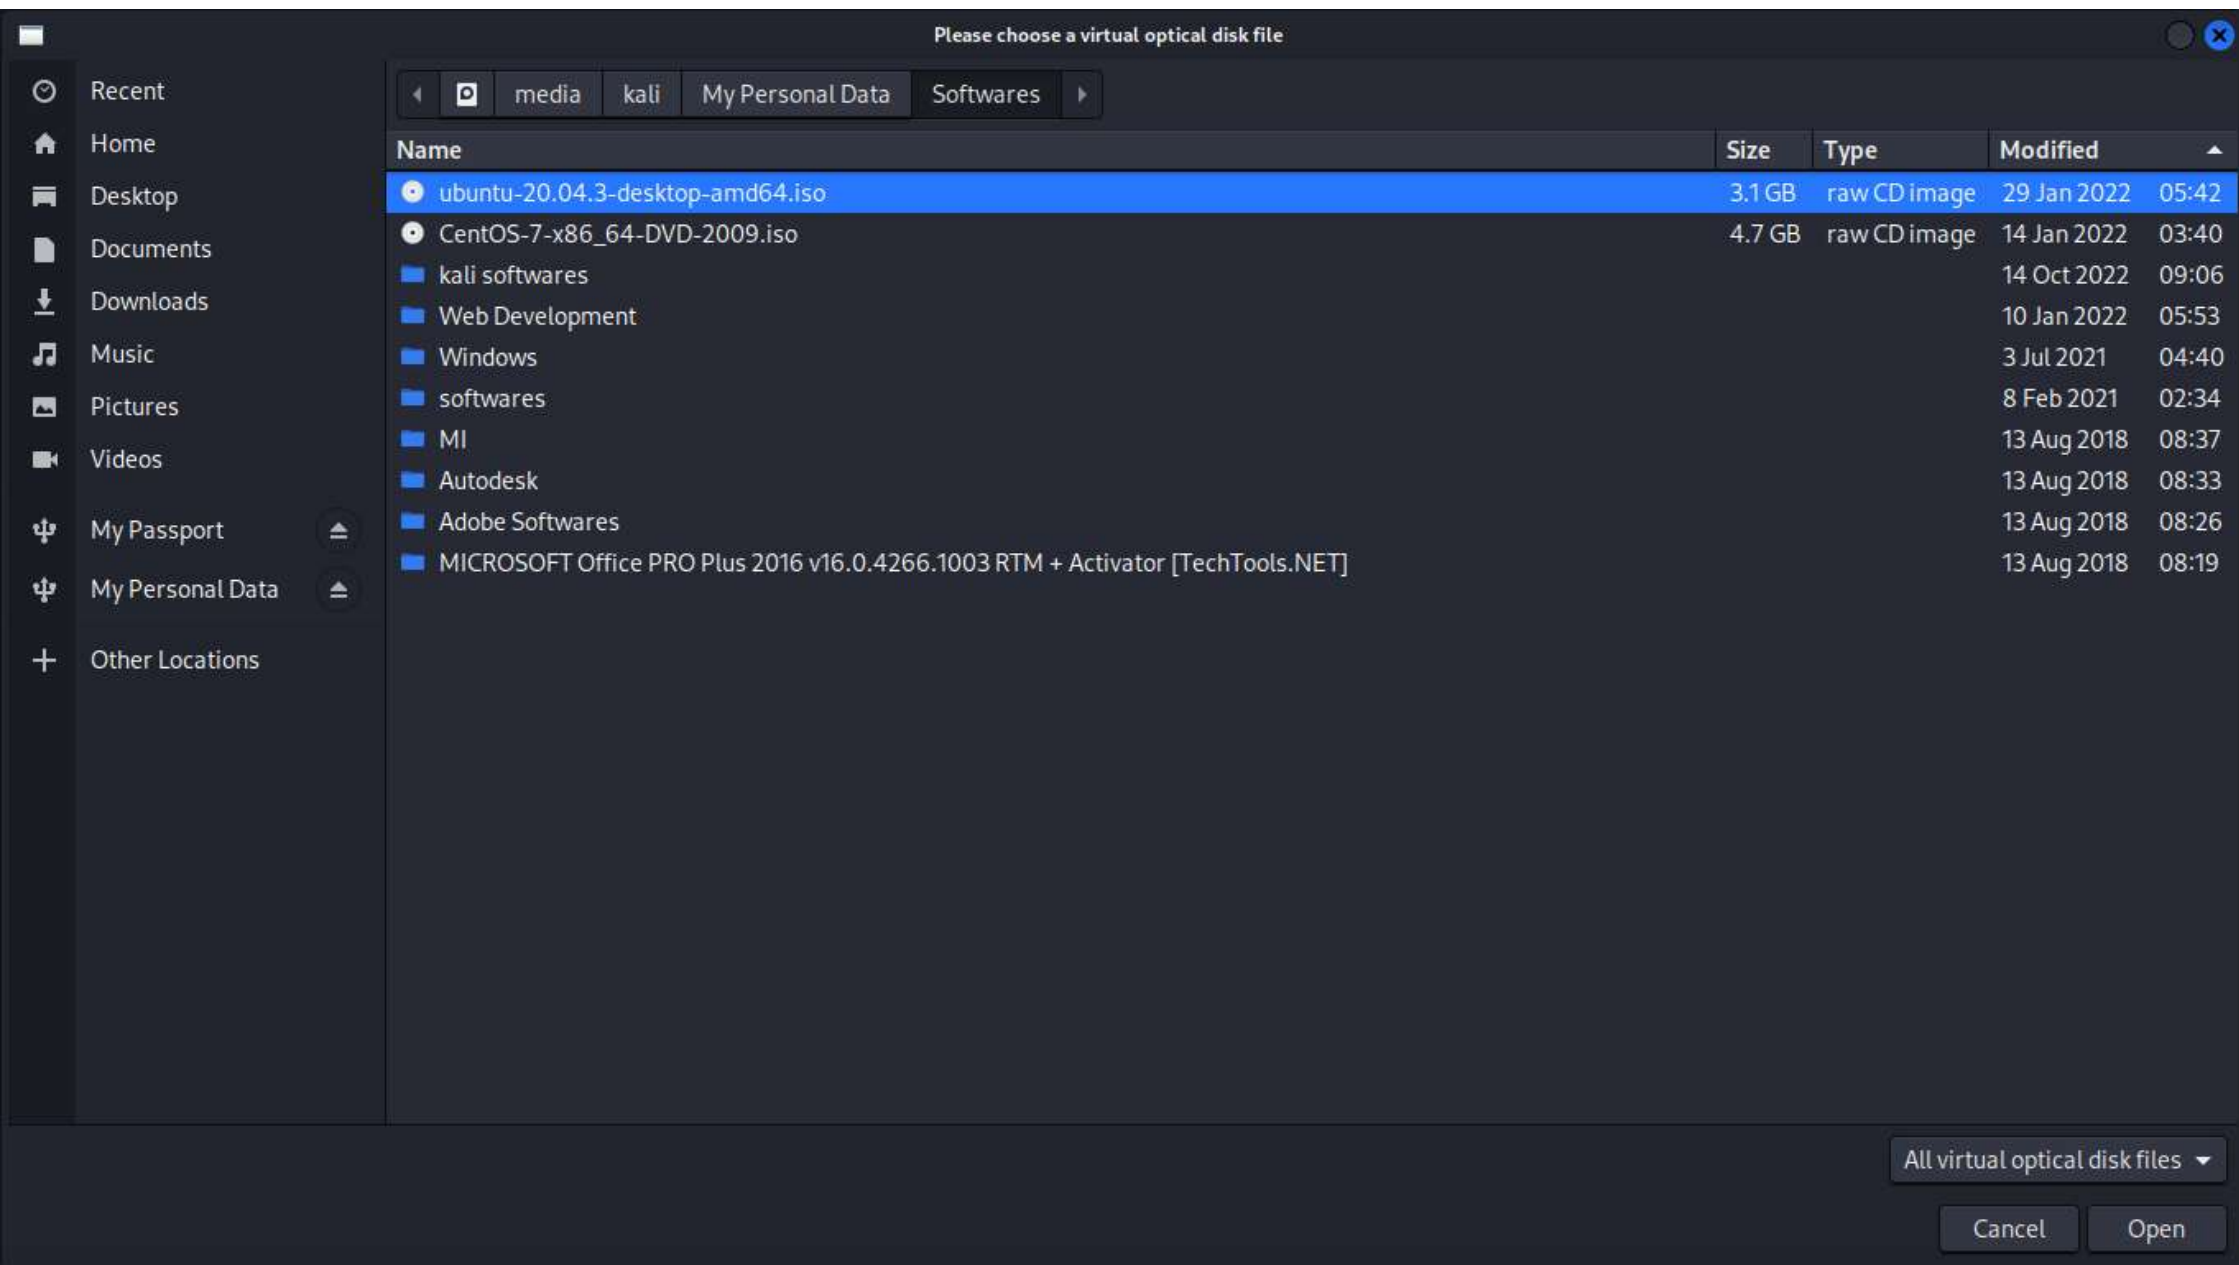 Please choose a virtual optical disk file
Recent
Home
Desktop
Documents
Downloads
Music
Pictures
Videos
My Passport
My Personal Data
Other Locations
media kali My Personal Data Softwares
Name Size Type Modified
ubuntu-20.04.3-desktop-amd64.iso 3.1 GB raw CD image 29 Jan 2022 05:42
CentOS-7-x86_64-DVD-2009.iso 4.7 GB raw CD image 14 Jan 2022 03:40
kali softwares 14 Oct 2022 09:06
Web Development 10 Jan 2022 05:53
Windows 3 Jul 2021 04:40
softwares 8 Feb 2021 02:34
MI 13 Aug 2018 08:37
Autodesk 13 Aug 2018 08:33
Adobe Softwares 13 Aug 2018 08:26
MICROSOFT Office PRO Plus 2016 v16.0.4266.1003 RTM + Activator [TechTools.NET] 13 Aug 2018 08:19
All virtual optical disk files
Cancel Open